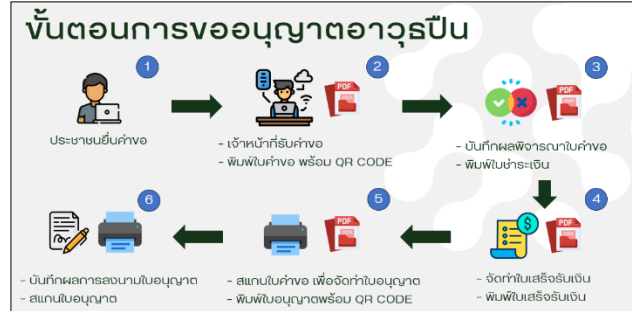 ขั้นตอนการขออนุญาตอาวุธปืน
1
ประชาชนยื่นคำขอ
2
PDF
- เจ้าหน้าที่รับคำขอ
- พิมพ์ใบคำขอ พร้อม QR CODE
3
PDF
- บันทึกผลพิจารณาใบคำขอ
- พิมพ์ใบชำระเงิน
4
$
PDF
- จัดทำใบเสร็จรับเงิน
- พิมพ์ใบเสร็จรับเงิน
5
PDF
- สแกนใบคำขอ เพื่อจัดทำใบอนุญาต
- พิมพ์ใบอนุญาตพร้อม QR CODE
6
- บันทึกผลการลงนามใบอนุญาต
- สแกนใบอนุญาต